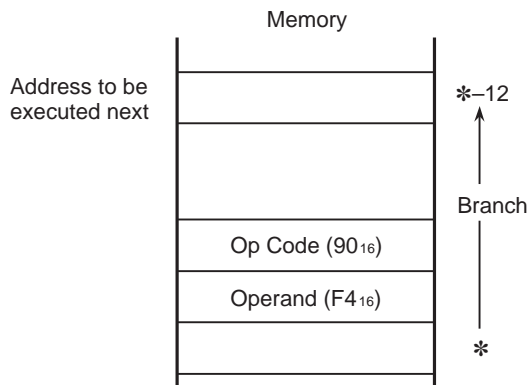 Memory
Address to be
executed next
✽–12
Branch
Op Code (90₁₆)
Operand (F4₁₆)
✽